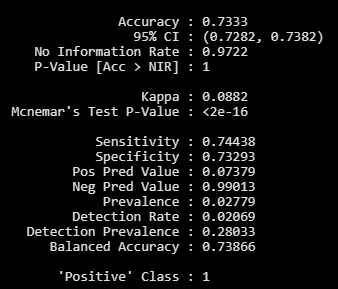 Accuracy : 0.7333
95% CI : (0.7282, 0.7382)
No Information Rate : 0.9722
P-Value [Acc > NIR] : 1
Kappa : 0.0882
Mcnemar's Test P-Value : <2e-16
Sensitivity : 0.74438
Specificity : 0.73293
Pos Pred Value : 0.07379
Neg Pred Value : 0.99013
Prevalence : 0.02779
Detection Rate : 0.02069
Detection Prevalence : 0.28033
Balanced Accuracy : 0.73866
'Positive' Class : 1